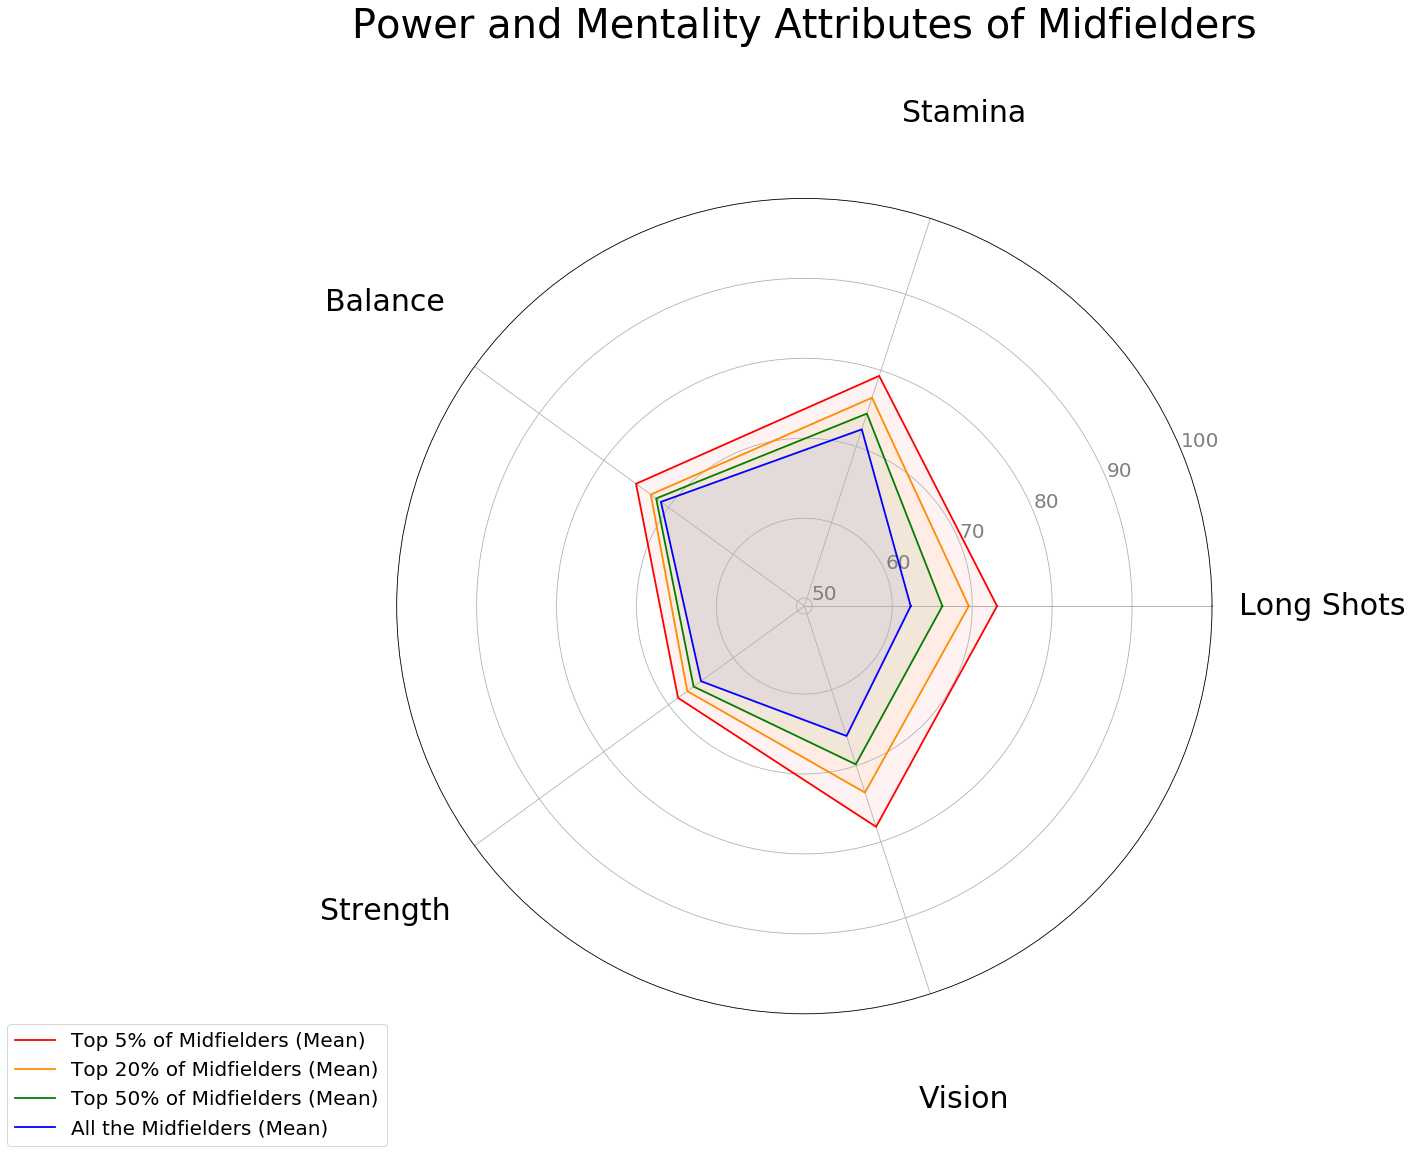 Power and Mentality Attributes of Midfielders
Stamina
Balance
100
90
80
70
60
50
Long Shots
Strength
Vision
Top 5% of Midfielders (Mean)
Top 20% of Midfielders (Mean)
Top 50% of Midfielders (Mean)
All the Midfielders (Mean)